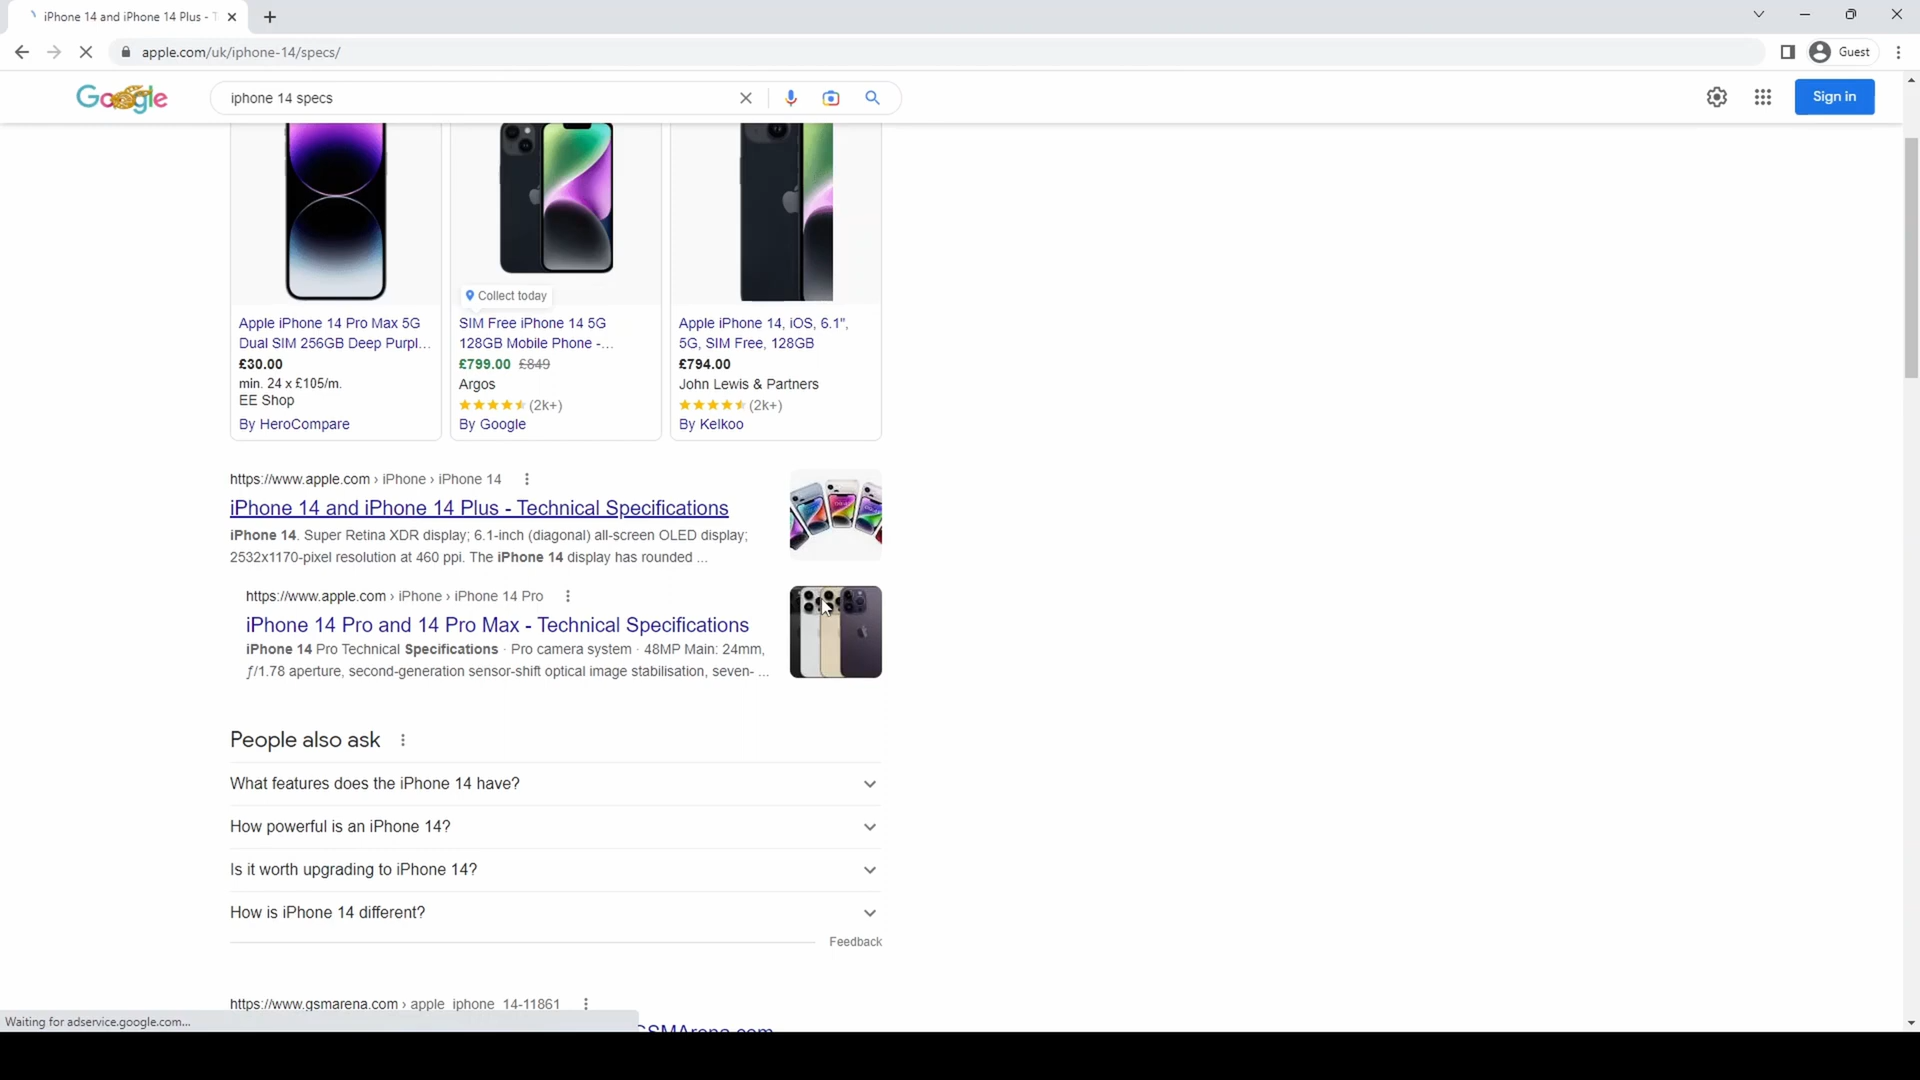 iPhone 14 and iPhone 14 Plus - T
apple.com/uk/iphone-14/specs/
Guest
Google
iphone 14 specs
Sign in
Collect today
Apple iPhone 14 Pro Max 5G
Dual SIM 256GB Deep Purpl...
£30.00
min. 24 x £105/m.
EE Shop
By HeroCompare
SIM Free iPhone 14 5G
128GB Mobile Phone -...
£799.00 £849
Argos
(2k+)
By Google
Apple iPhone 14, iOS, 6.1",
5G, SIM Free, 128GB
£794.00
John Lewis & Partners
(2k+)
By Kelkoo
https://www.apple.com › iPhone › iPhone 14
iPhone 14 and iPhone 14 Plus - Technical Specifications
iPhone 14. Super Retina XDR display; 6.1-inch (diagonal) all-screen OLED display;
2532x1170-pixel resolution at 460 ppi. The iPhone 14 display has rounded ...
https://www.apple.com › iPhone › iPhone 14 Pro
iPhone 14 Pro and 14 Pro Max - Technical Specifications
iPhone 14 Pro Technical Specifications · Pro camera system · 48MP Main: 24mm,
ƒ/1.78 aperture, second-generation sensor-shift optical image stabilisation, seven- ...
People also ask
What features does the iPhone 14 have?
How powerful is an iPhone 14?
Is it worth upgrading to iPhone 14?
How is iPhone 14 different?
Feedback
https://www.gsmarena.com › apple_iphone_14-11861
GSMArena.com
Waiting for adservice.google.com...